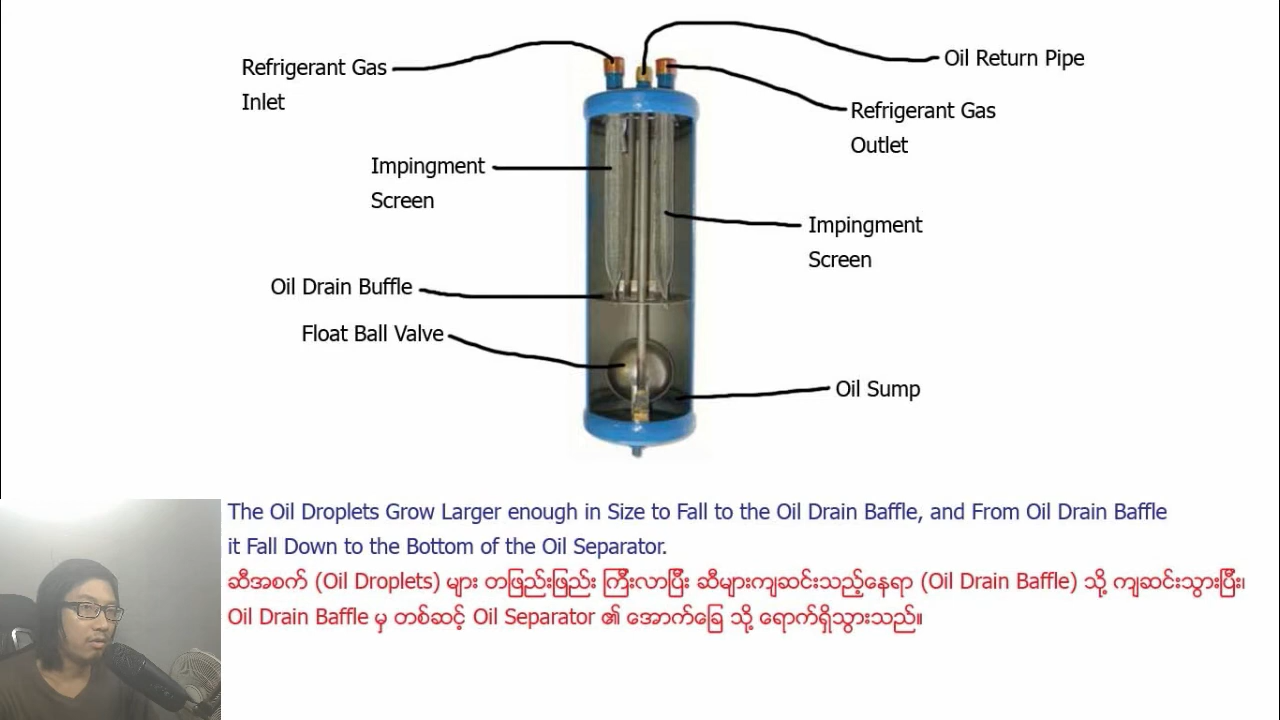 Refrigerant Gas
Inlet
Oil Return Pipe
Refrigerant Gas
Outlet
Impingment
Screen
Impingment
Screen
Oil Drain Buffle
Float Ball Valve
Oil Sump
The Oil Droplets Grow Larger enough in Size to Fall to the Oil Drain Baffle, and From Oil Drain Baffle
it Fall Down to the Bottom of the Oil Separator.
ဆီအစက် (Oil Droplets) များ တဖြည်းဖြည်း ကြီးလာပြီး ဆီများကျဆင်းသည့်နေရာ (Oil Drain Baffle) သို့ ကျဆင်းသွားပြီး၊
Oil Drain Baffle မှ တစ်ဆင့် Oil Separator ၏ အောက်ခြေ သို့ ရောက်ရှိသွားသည်။